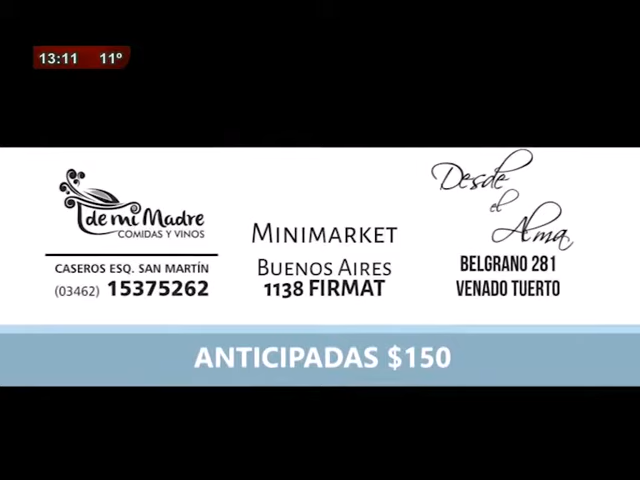 13:11 11º
de mi Madre
COMIDAS Y VINOS
CASEROS ESQ. SAN MARTÍN
(03462) 15375262
MINIMARKET
BUENOS AIRES
1138 FIRMAT
Desde
el
Alma
BELGRANO 281
VENADO TUERTO
ANTICIPADAS $150